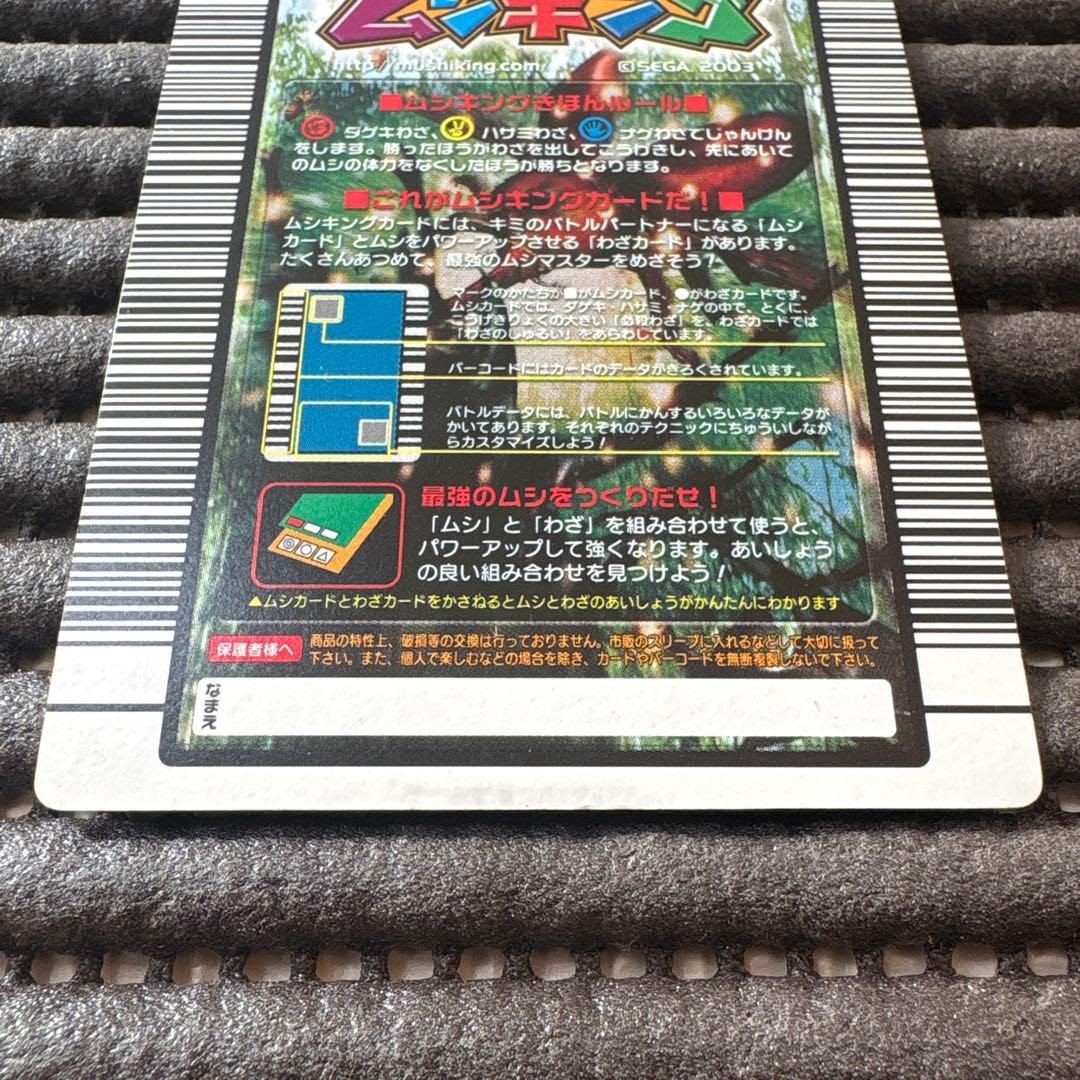 ムシキング
http://mushiking.com/ ©SEGA, 2003
■ムシキングきほんルール■
ダゲキわざ、 ハサミわざ、 ナゲわざでじゃんけん
をします。勝ったほうがわざを出してこうげきし、先にあいて
のムシの体力をなくしたほうが勝ちとなります。
■これがムシキングカードだ！■
ムシキングカードには、キミのバトルパートナーになる「ムシ
カード」とムシをパワーアップさせる「わざカード」があります。
たくさんあつめて、最強のムシマスターをめざそう！
マークのかたちが■がムシカード、●がわざカードです。
ムシカードでは、ダゲキ・ハサミ・ナゲの中で、とくに、
こうげきりょくの大きい「必殺わざ」を、わざカードでは
「わざのしゅるい」をあらわしています。
バーコードにはカードのデータがきろくされています。
バトルデータには、バトルにかんするいろいろなデータが
かいてあります。それぞれのテクニックにちゅういしなが
らカスタマイズしよう！
最強のムシをつくりだせ！
「ムシ」と「わざ」を組み合わせて使うと、
パワーアップして強くなります。あいしょう
の良い組み合わせを見つけよう！
▲ムシカードとわざカードをかさねるとムシとわざのあいしょうがかんたんにわかります
保護者様へ 商品の特性上、破損等の交換は行っておりません。市販のスリーブに入れるなどして大切に扱って
下さい。また、個人で楽しむなどの場合を除き、カードやバーコードを無断複製しないで下さい。
なまえ